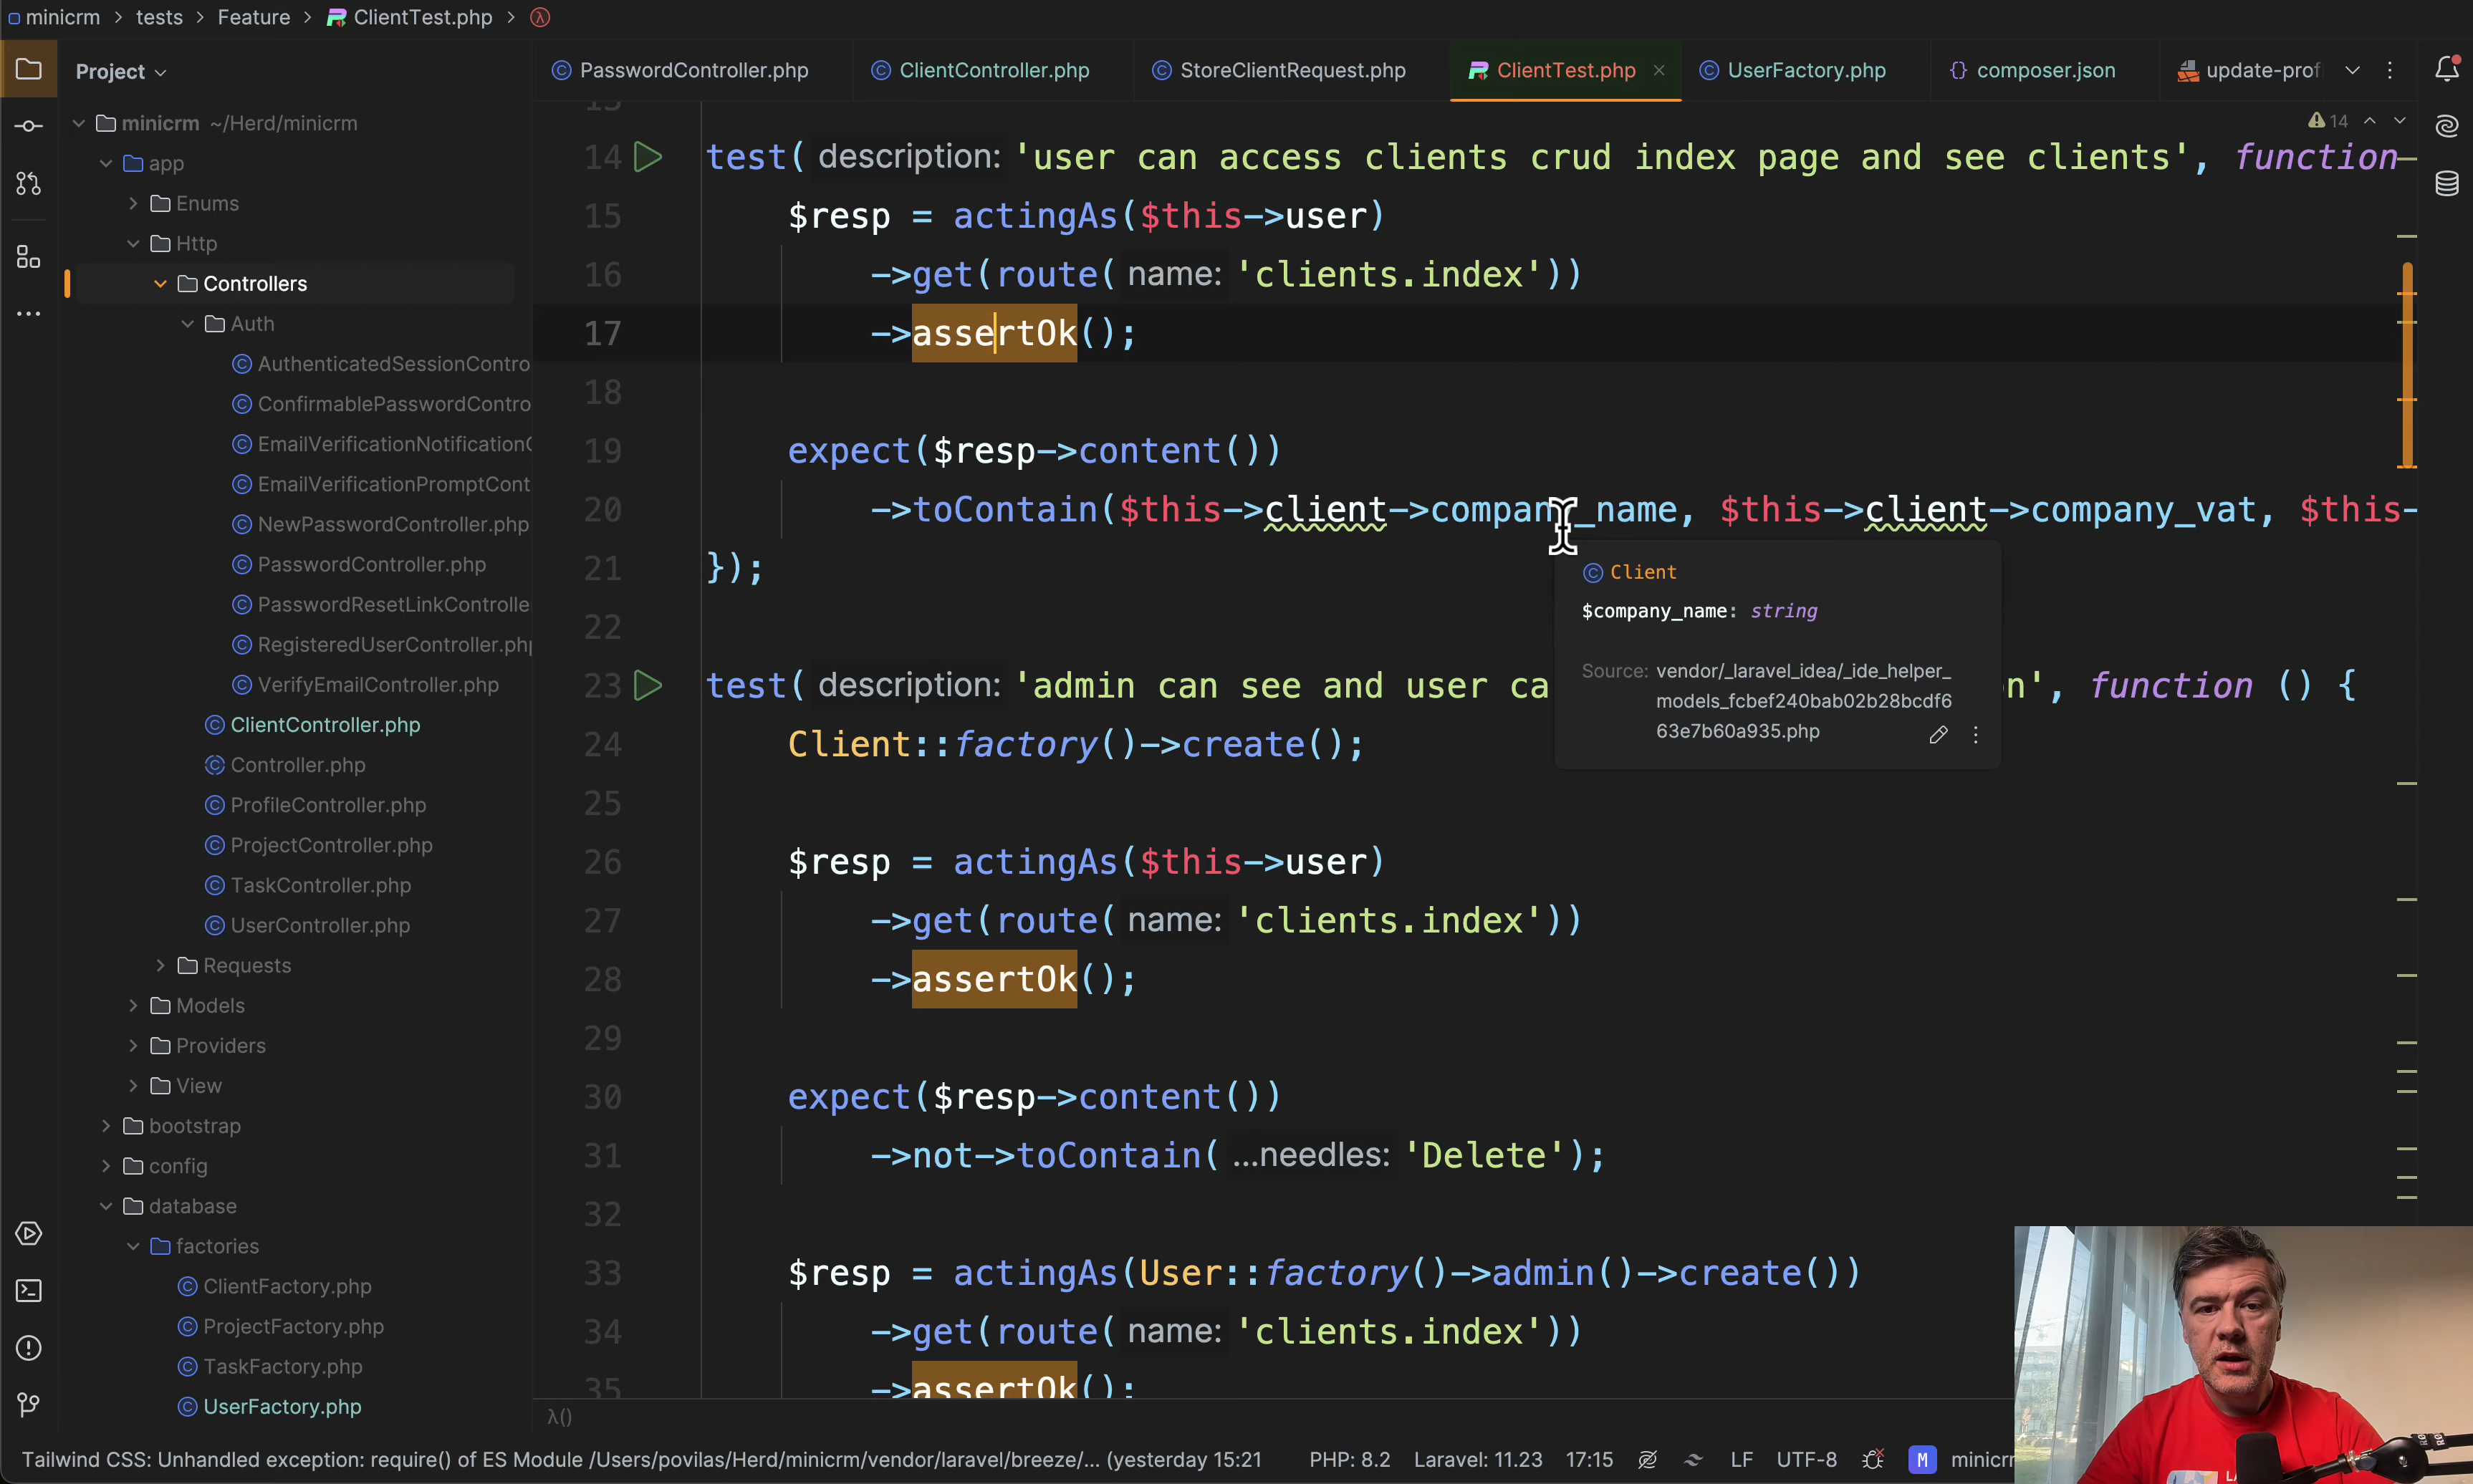 minicrm > tests > Feature > ClientTest.php >
Project
PasswordController.php
ClientController.php
StoreClientRequest.php
ClientTest.php
UserFactory.php
{} composer.json
update-prof
minicrm ~/Herd/minicrm
app
Enums
Http
Controllers
Auth
AuthenticatedSessionContro
ConfirmablePasswordContro
EmailVerificationNotificationC
EmailVerificationPromptCont
NewPasswordController.php
PasswordController.php
PasswordResetLinkControlle
RegisteredUserController.php
VerifyEmailController.php
ClientController.php
Controller.php
ProfileController.php
ProjectController.php
TaskController.php
UserController.php
Requests
Models
Providers
View
bootstrap
config
database
factories
ClientFactory.php
ProjectFactory.php
TaskFactory.php
UserFactory.php
14
14 test( description: 'user can access clients crud index page and see clients', function
15 $resp = actingAs($this->user)
16 ->get(route( name: 'clients.index'))
17 ->assertOk();
18
19 expect($resp->content())
20 ->toContain($this->client->company_name, $this->client->company_vat, $this-
21 });
22
23 test( description: 'admin can see and user ca n', function () {
24 Client::factory()->create();
25
26 $resp = actingAs($this->user)
27 ->get(route( name: 'clients.index'))
28 ->assertOk();
29
30 expect($resp->content())
31 ->not->toContain( ...needles: 'Delete');
32
33 $resp = actingAs(User::factory()->admin()->create())
34 ->get(route( name: 'clients.index'))
35 ->assertOk();
Client
$company_name: string
Source: vendor/_laravel_idea/_ide_helper_
models_fcbef240bab02b28bcdf6
63e7b60a935.php
λ()
Tailwind CSS: Unhandled exception: require() of ES Module /Users/povilas/Herd/minicrm/vendor/laravel/breeze/... (yesterday 15:21
PHP: 8.2
Laravel: 11.23
17:15
LF
UTF-8
M
minicrm